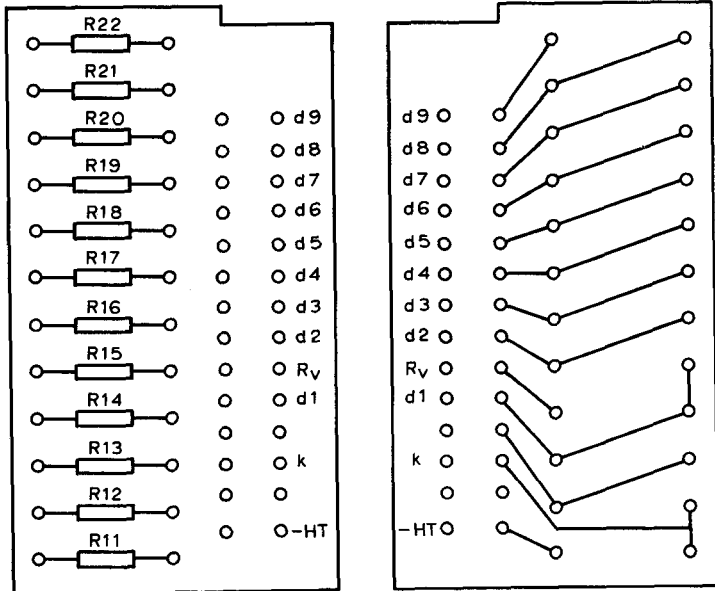 R22
R21
R20
R19
R18
R17
R16
R15
R14
R13
R12
R11
d9
d8
d7
d6
d5
d4
d3
d2
Rv
d1
k
-HT
d9
d8
d7
d6
d5
d4
d3
d2
Rv
d1
k
-HT